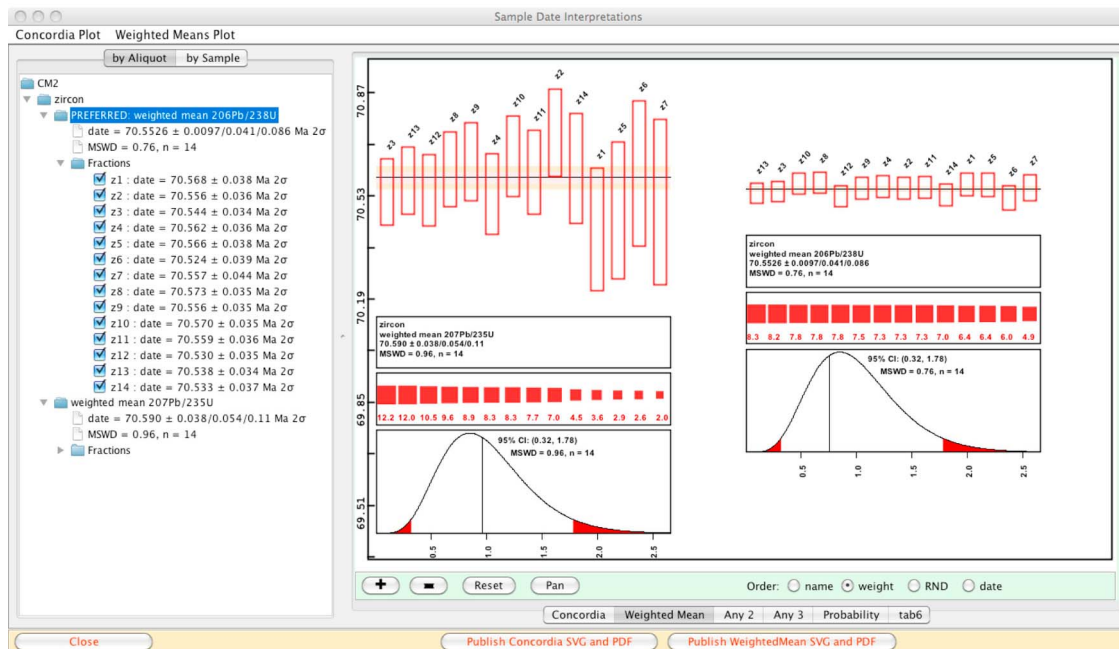 Sample Date Interpretations
Concordia Plot Weighted Means Plot
by Aliquot by Sample
CM2
zircon
PREFERRED: weighted mean 206Pb/238U
date = 70.5526 ± 0.0097/0.041/0.086 Ma 2σ
MSWD = 0.76, n = 14
Fractions
z1 : date = 70.568 ± 0.038 Ma 2σ
z2 : date = 70.556 ± 0.036 Ma 2σ
z3 : date = 70.544 ± 0.034 Ma 2σ
z4 : date = 70.562 ± 0.036 Ma 2σ
z5 : date = 70.566 ± 0.038 Ma 2σ
z6 : date = 70.524 ± 0.039 Ma 2σ
z7 : date = 70.557 ± 0.044 Ma 2σ
z8 : date = 70.573 ± 0.035 Ma 2σ
z9 : date = 70.556 ± 0.035 Ma 2σ
z10 : date = 70.570 ± 0.035 Ma 2σ
z11 : date = 70.559 ± 0.036 Ma 2σ
z12 : date = 70.530 ± 0.035 Ma 2σ
z13 : date = 70.538 ± 0.034 Ma 2σ
z14 : date = 70.533 ± 0.037 Ma 2σ
weighted mean 207Pb/235U
date = 70.590 ± 0.038/0.054/0.11 Ma 2σ
MSWD = 0.96, n = 14
Fractions
70.87
70.53
70.19
69.85
69.51
z3 z13 z12 z8 z9 z4 z10 z11 z2 z14 z1 z5 z6 z7
zircon
weighted mean 207Pb/235U
70.590 ± 0.038/0.054/0.11
MSWD = 0.96, n = 14
12.2 12.0 10.5 9.6 8.9 8.3 8.3 7.7 7.0 4.5 3.6 2.9 2.6 2.0
95% CI: (0.32, 1.78)
MSWD = 0.96, n = 14
0.5 1.0 1.5 2.0 2.5
z13 z3 z10 z8 z12 z9 z4 z2 z11 z14 z1 z5 z6 z7
zircon
weighted mean 206Pb/238U
70.5526 ± 0.0097/0.041/0.086
MSWD = 0.76, n = 14
8.3 8.2 7.8 7.8 7.8 7.5 7.3 7.3 7.3 7.0 6.4 6.4 6.0 4.9
95% CI: (0.32, 1.78)
MSWD = 0.76, n = 14
0.5 1.0 1.5 2.0 2.5
+ - Reset Pan Order: name weight RND date
Concordia Weighted Mean Any 2 Any 3 Probability tab6
Close Publish Concordia SVG and PDF Publish WeightedMean SVG and PDF